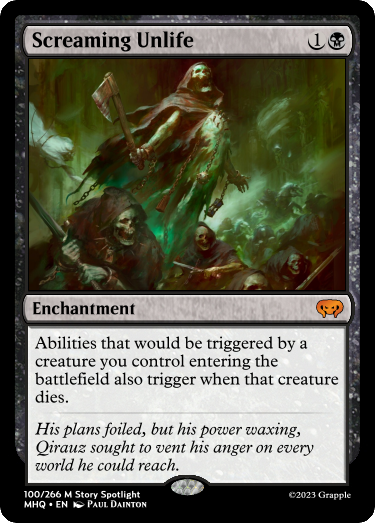 Screaming Unlife 1
Enchantment
Abilities that would be triggered by a
creature you control entering the
battlefield also trigger when that creature
dies.
His plans foiled, but his power waxing,
Qirauz sought to vent his anger on every
world he could reach.
100/266 M Story Spotlight
MHQ • EN Paul Dainton
©2023 Grapple